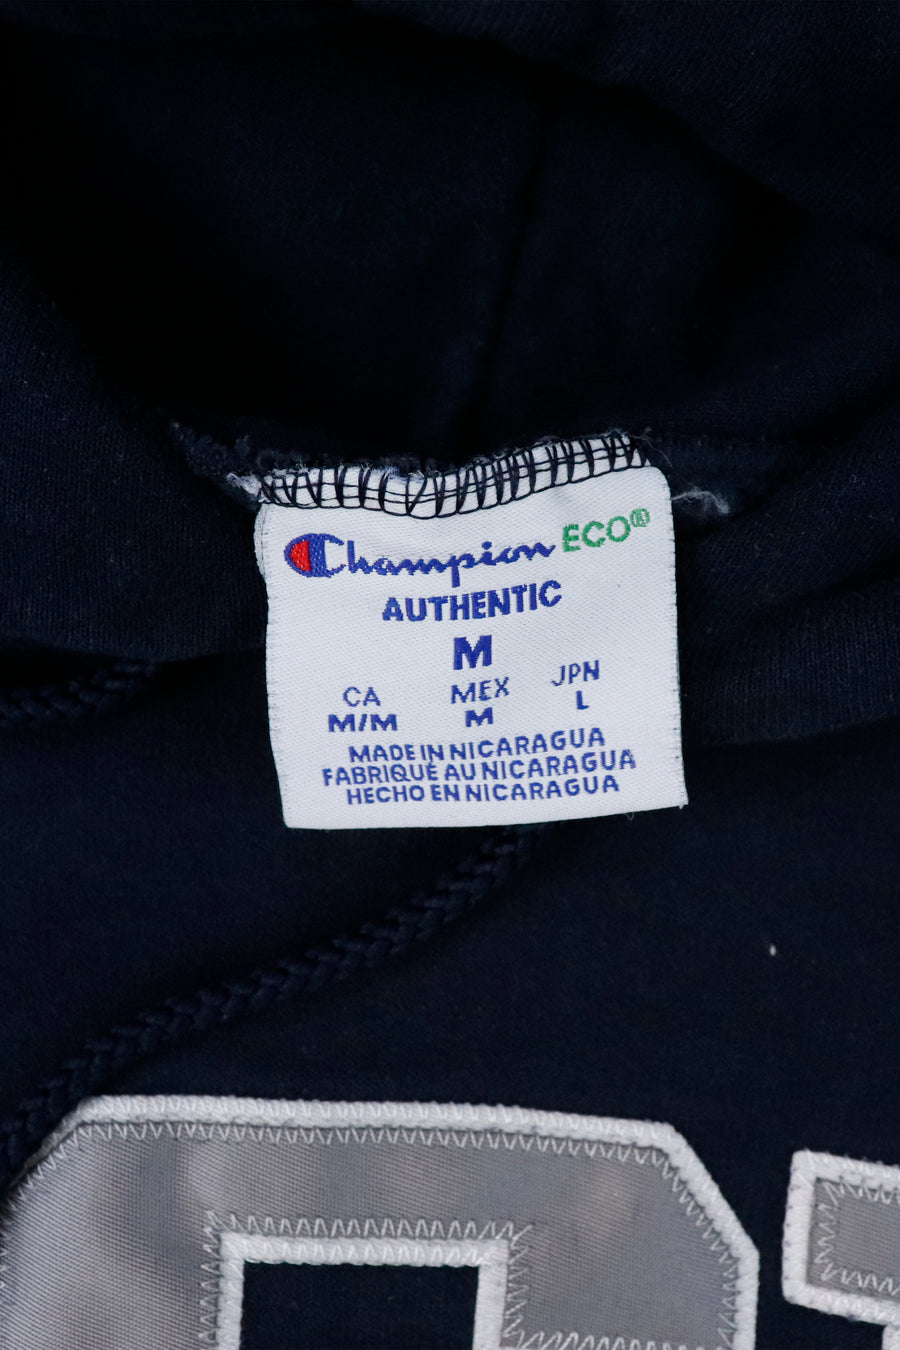 Champion ECO®
AUTHENTIC
M
CA MEX JPN
M/M M L
MADE IN NICARAGUA
FABRIQUÉ AU NICARAGUA
HECHO EN NICARAGUA